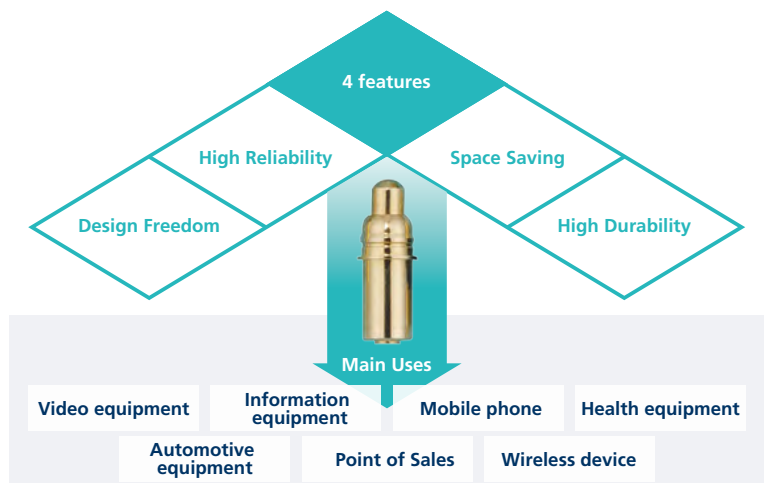 4 features
High Reliability
Space Saving
Design Freedom
High Durability
Main Uses
Video equipment
Information
equipment
Mobile phone
Health equipment
Automotive
equipment
Point of Sales
Wireless device